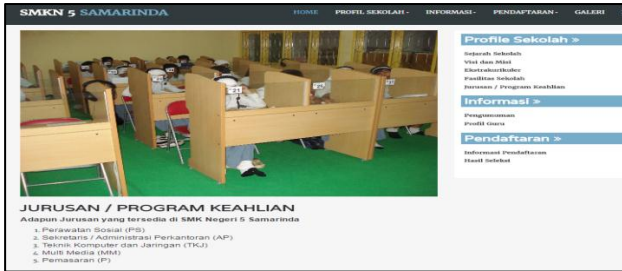 SMKN 5 SAMARINDA
HOME PROFIL SEKOLAH - INFORMASI - PENDAFTARAN - GALERI
Profile Sekolah »
Sejarah Sekolah
Visi dan Misi
Ekstrakurikuler
Fasilitas Sekolah
Jurusan / Program Keahlian
Informasi »
Pengumuman
Profil Guru
Pendaftaran »
Informasi Pendaftaran
Hasil Seleksi
JURUSAN / PROGRAM KEAHLIAN
Adapun Jurusan yang tersedia di SMK Negeri 5 Samarinda
1. Perawatan Sosial (PS)
2. Sekretaris / Administrasi Perkantoran (AP)
3. Teknik Komputer dan Jaringan (TKJ)
4. Multi Media (MM)
5. Pemasaran (P)